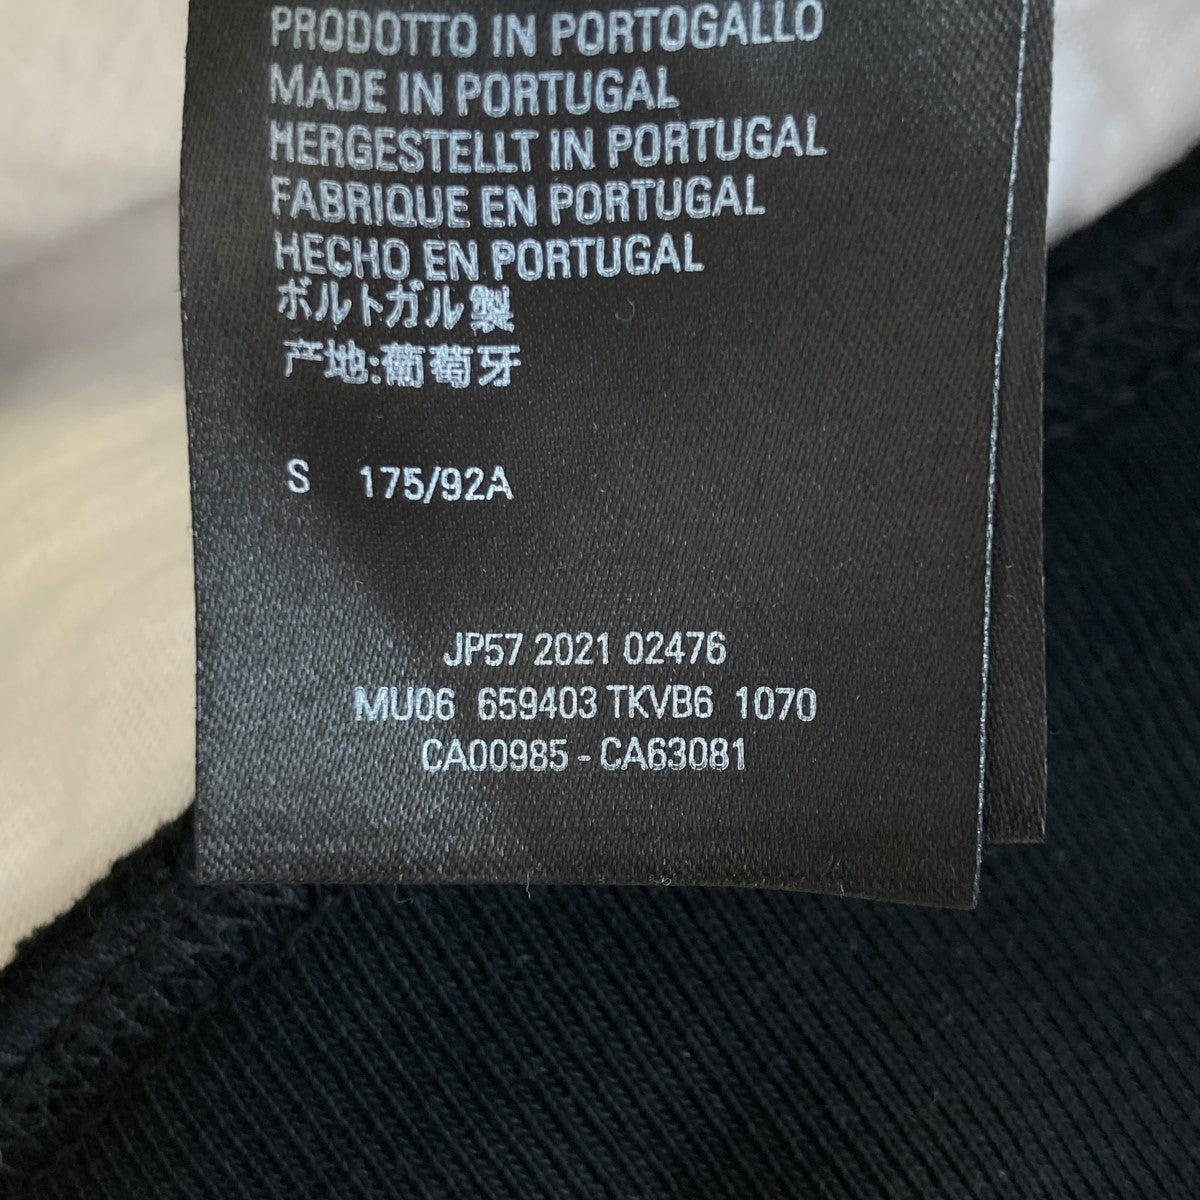 PRODOTTO IN PORTOGALLO
MADE IN PORTUGAL
HERGESTELLT IN PORTUGAL
FABRIQUE EN PORTUGAL
HECHO EN PORTUGAL
ポルトガル製
产地:葡萄牙
S 175/92A
JP57 2021 02476
MU06 659403 TKVB6 1070
CA00985 - CA63081